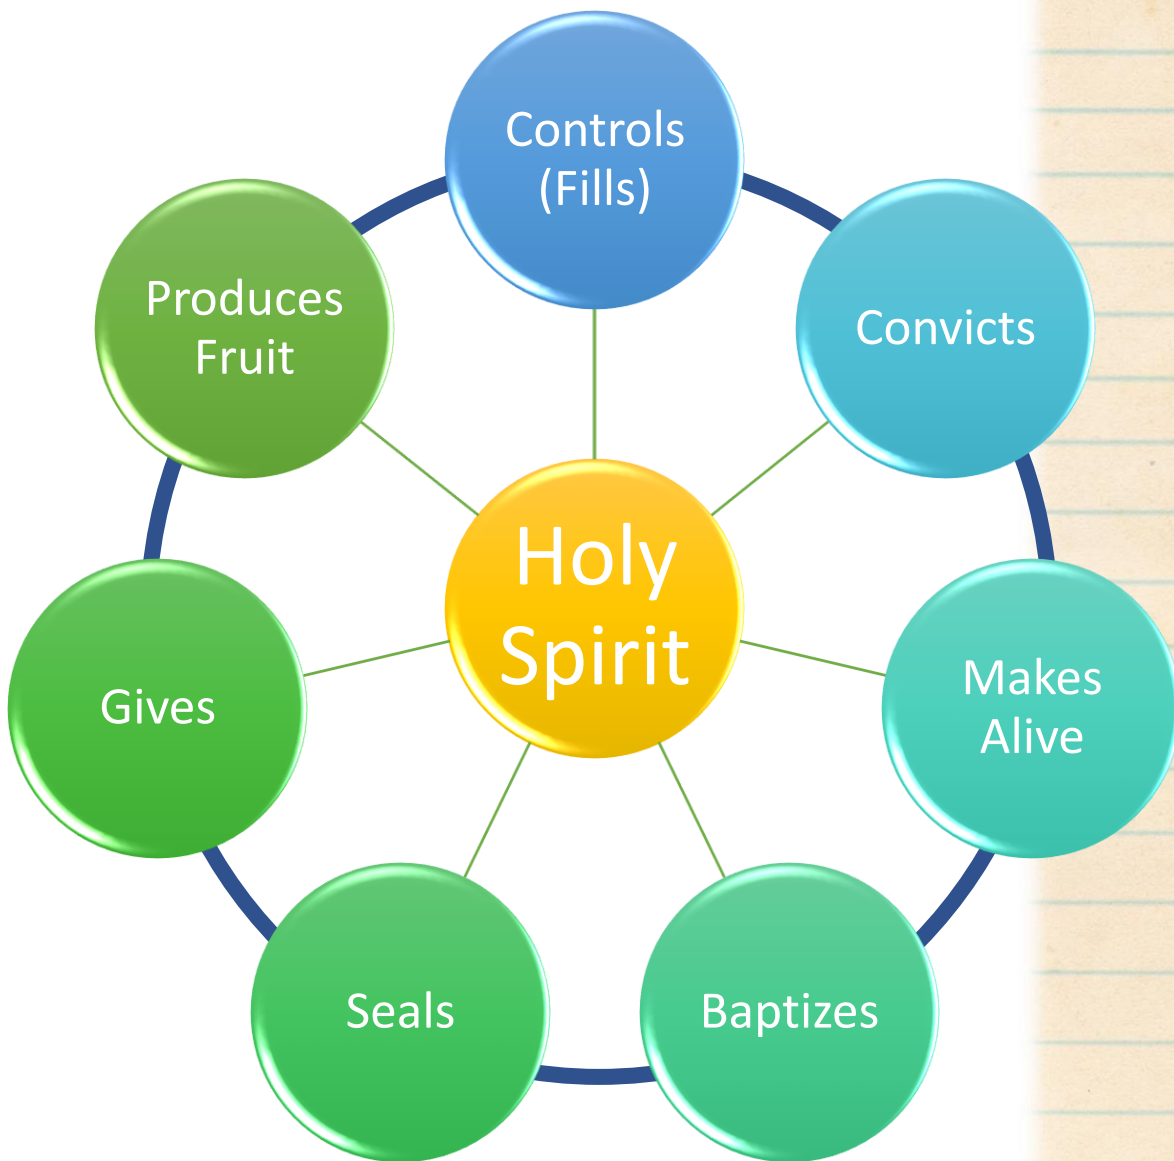 Controls
(Fills)
Convicts
Makes
Alive
Baptizes
Seals
Gives
Produces
Fruit
Holy
Spirit